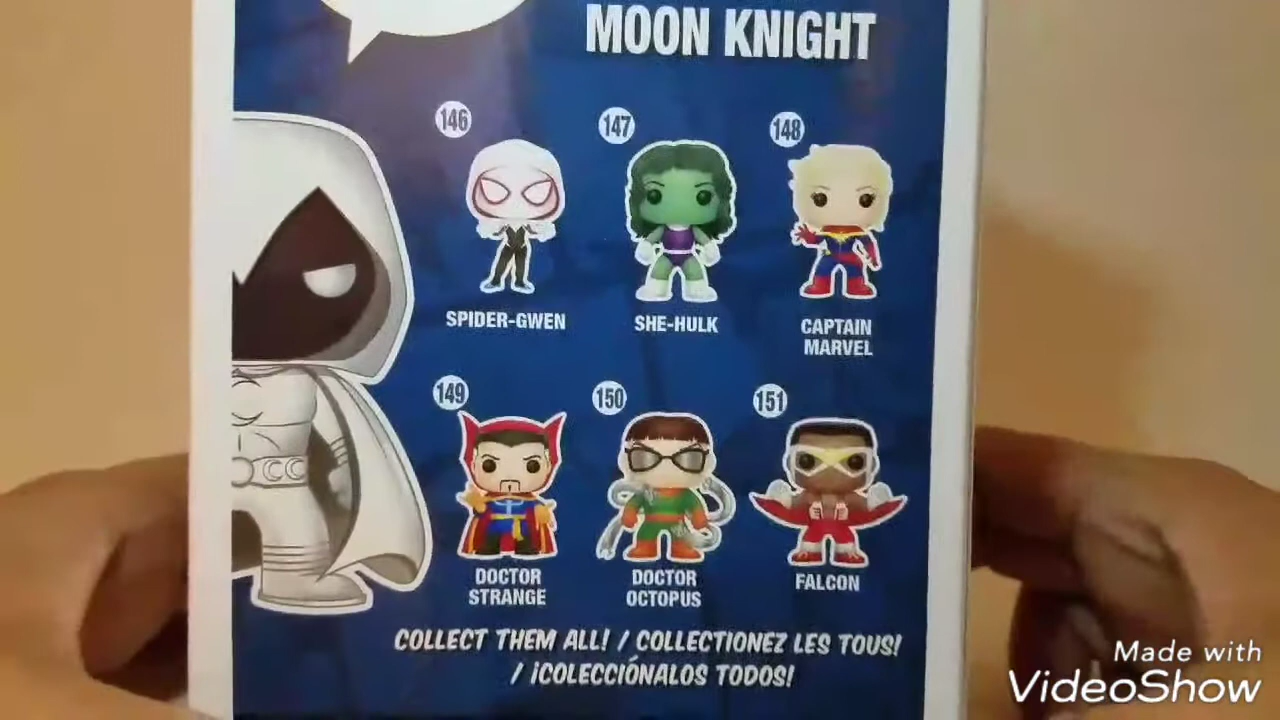 MOON KNIGHT
146
147
148
SPIDER-GWEN
SHE-HULK
CAPTAIN
MARVEL
149
150
151
DOCTOR
STRANGE
DOCTOR
OCTOPUS
FALCON
COLLECT THEM ALL! / COLLECTIONEZ LES TOUS!
/ ¡COLECCIÓNALOS TODOS!
Made with
VideoShow